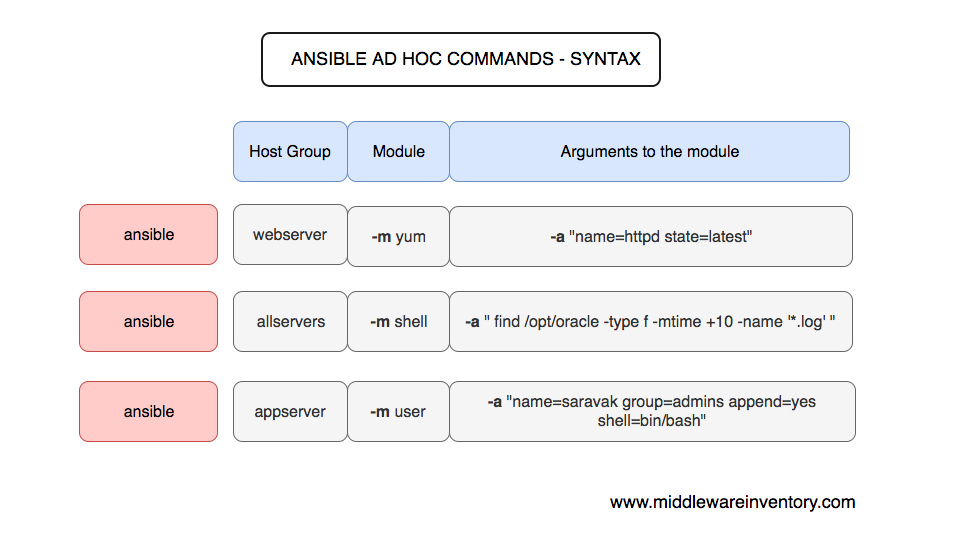 ANSIBLE AD HOC COMMANDS - SYNTAX
Host Group Module Arguments to the module
ansible webserver -m yum -a "name=httpd state=latest"
ansible allservers -m shell -a " find /opt/oracle -type f -mtime +10 -name '*.log' "
ansible appserver -m user -a "name=saravak group=admins append=yes
shell=bin/bash"
www.middlewareinventory.com